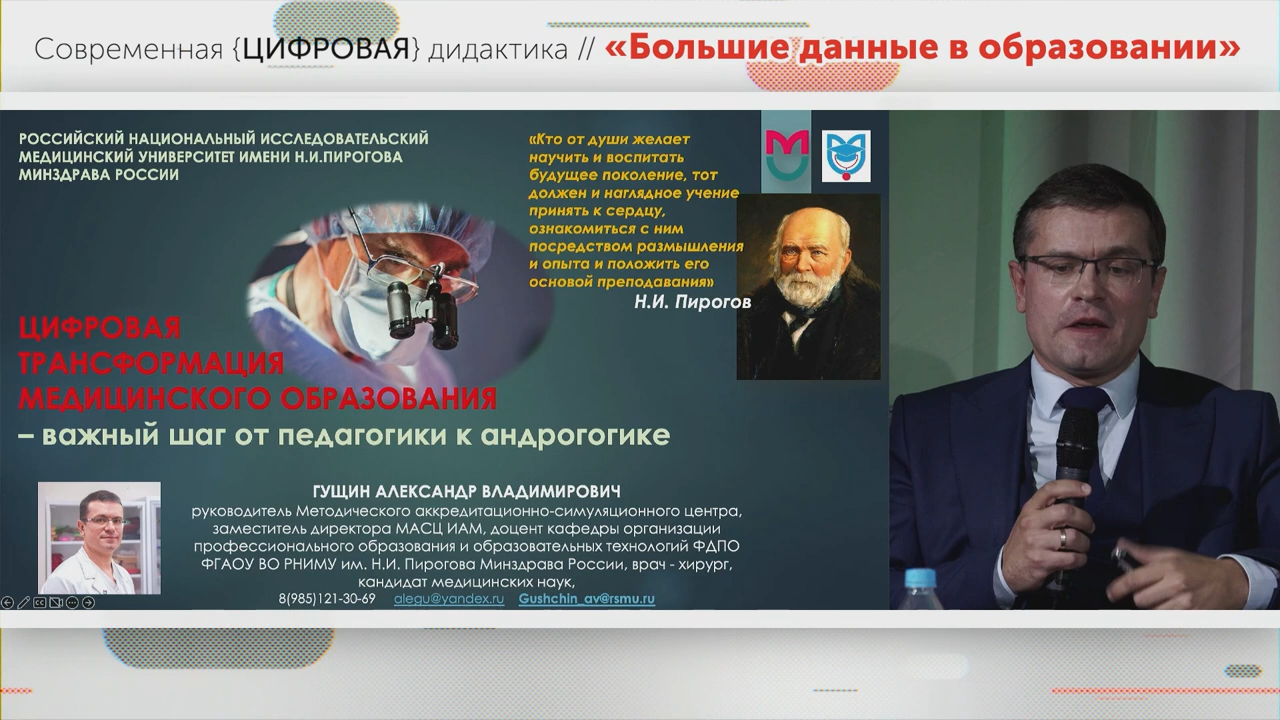 Современная {ЦИФРОВАЯ} дидактика // «Большие данные в образовании»
РОССИЙСКИЙ НАЦИОНАЛЬНЫЙ ИССЛЕДОВАТЕЛЬСКИЙ
МЕДИЦИНСКИЙ УНИВЕРСИТЕТ ИМЕНИ Н.И.ПИРОГОВА
МИНЗДРАВА РОССИИ
«Кто от души желает
научить и воспитать
будущее поколение, тот
должен и наглядное учение
принять к сердцу,
ознакомиться с ним
посредством размышления
и опыта и положить его
основой преподавания»
Н.И. Пирогов
ЦИФРОВАЯ
ТРАНСФОРМАЦИЯ
МЕДИЦИНСКОГО ОБРАЗОВАНИЯ
– важный шаг от педагогики к андрогогике
ГУЩИН АЛЕКСАНДР ВЛАДИМИРОВИЧ
руководитель Методического аккредитационно-симуляционного центра,
заместитель директора МАСЦ ИАМ, доцент кафедры организации
профессионального образования и образовательных технологий ФДПО
ФГАОУ ВО РНИМУ им. Н.И. Пирогова Минздрава России, врач - хирург,
кандидат медицинских наук,
8(985)121-30-69 alegu@yandex.ru Gushchin_av@rsmu.ru